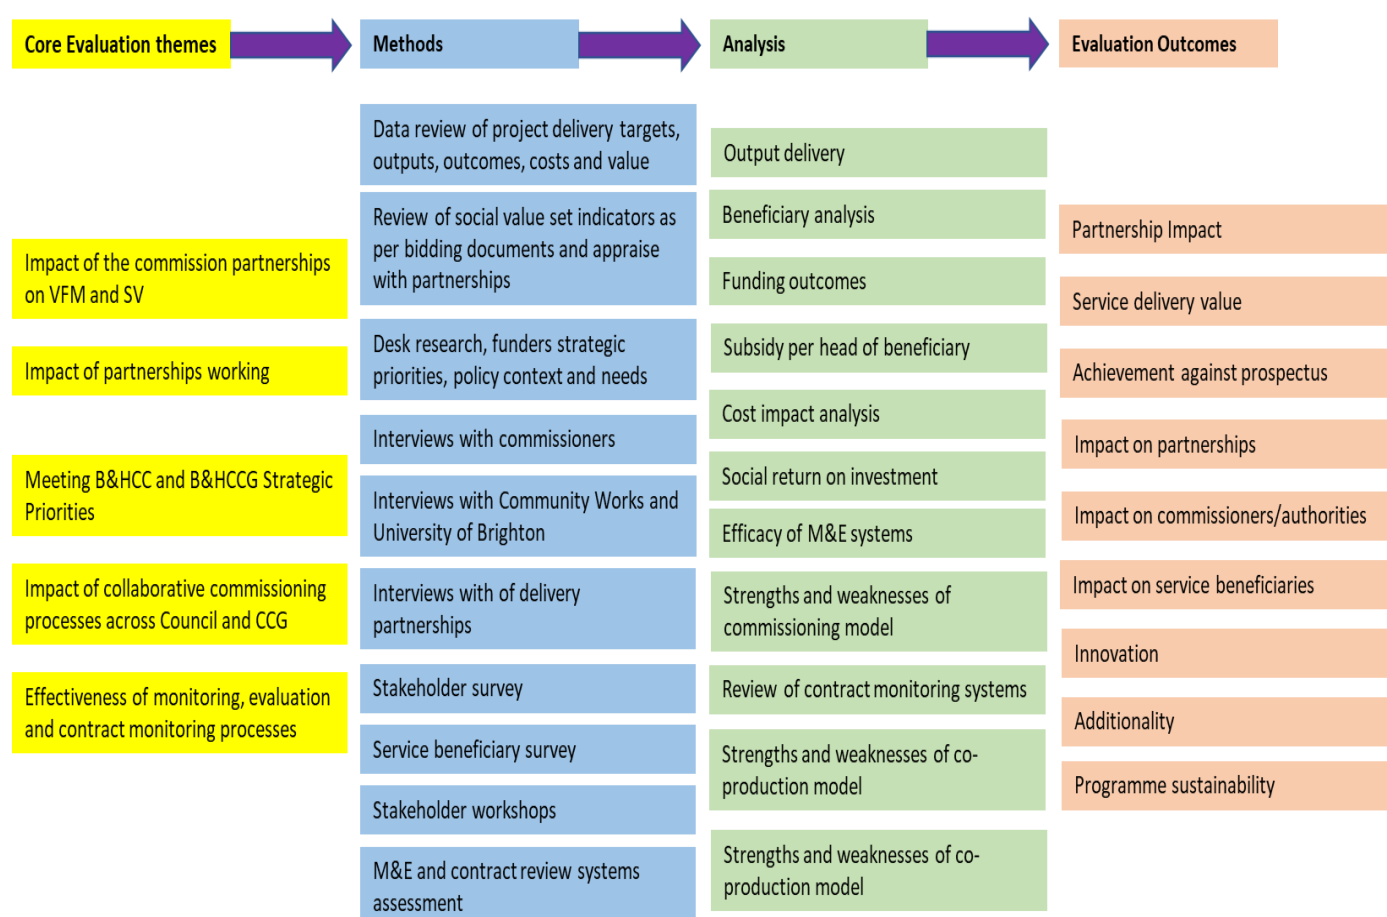 Core Evaluation themes
Methods
Analysis
Evaluation Outcomes
Impact of the commission partnerships
on VFM and SV
Impact of partnerships working
Meeting B&HCC and B&HCCG Strategic
Priorities
Impact of collaborative commissioning
processes across Council and CCG
Effectiveness of monitoring, evaluation
and contract monitoring processes
Data review of project delivery targets,
outputs, outcomes, costs and value
Review of social value set indicators as
per bidding documents and appraise
with partnerships
Desk research, funders strategic
priorities, policy context and needs
Interviews with commissioners
Interviews with Community Works and
University of Brighton
Interviews with of delivery
partnerships
Stakeholder survey
Service beneficiary survey
Stakeholder workshops
M&E and contract review systems
assessment
Output delivery
Beneficiary analysis
Funding outcomes
Subsidy per head of beneficiary
Cost impact analysis
Social return on investment
Efficacy of M&E systems
Strengths and weaknesses of
commissioning model
Review of contract monitoring systems
Strengths and weaknesses of co-
production model
Strengths and weaknesses of co-
production model
Partnership Impact
Service delivery value
Achievement against prospectus
Impact on partnerships
Impact on commissioners/authorities
Impact on service beneficiaries
Innovation
Additionality
Programme sustainability